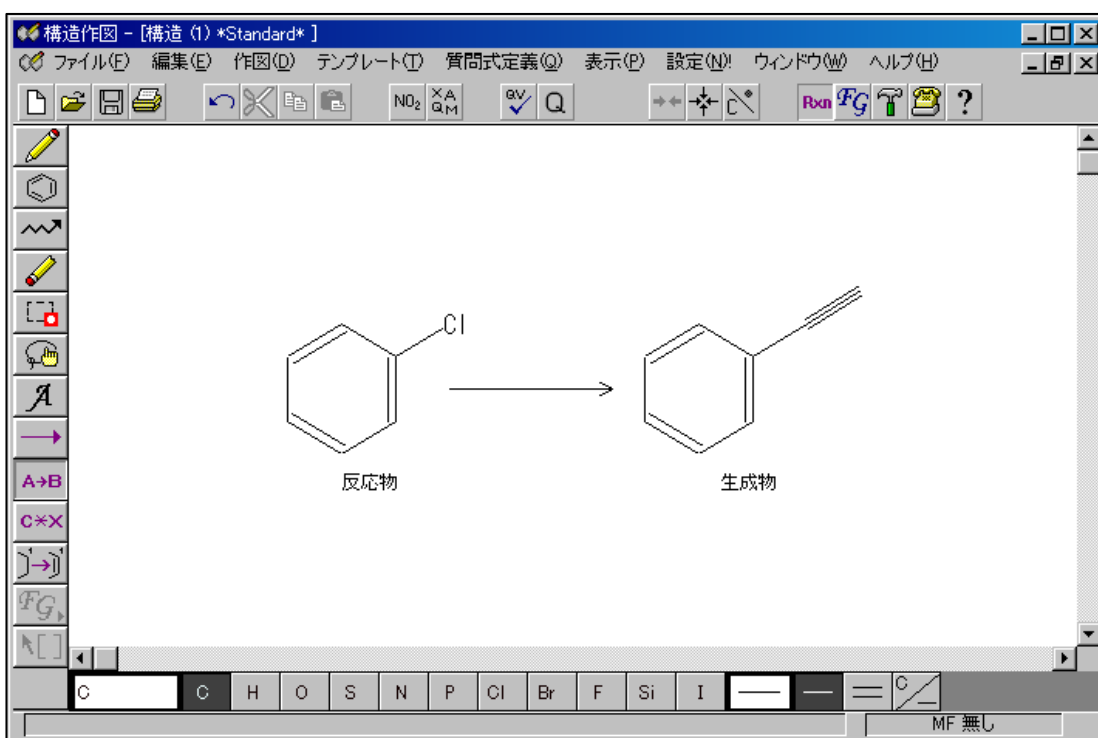 構造作図 - [構造 (1) *Standard* ]
ファイル(F) 編集(E) 作図(D) テンプレート(T) 質問式定義(Q) 表示(P) 設定(N)! ウィンドウ(W) ヘルプ(H)
NO₂ XA QM QV Q C Rxn FG ?
A
A→B
C*X
FG
Cl
反応物 生成物
C C H O S N P Cl Br F Si I C
MF 無し